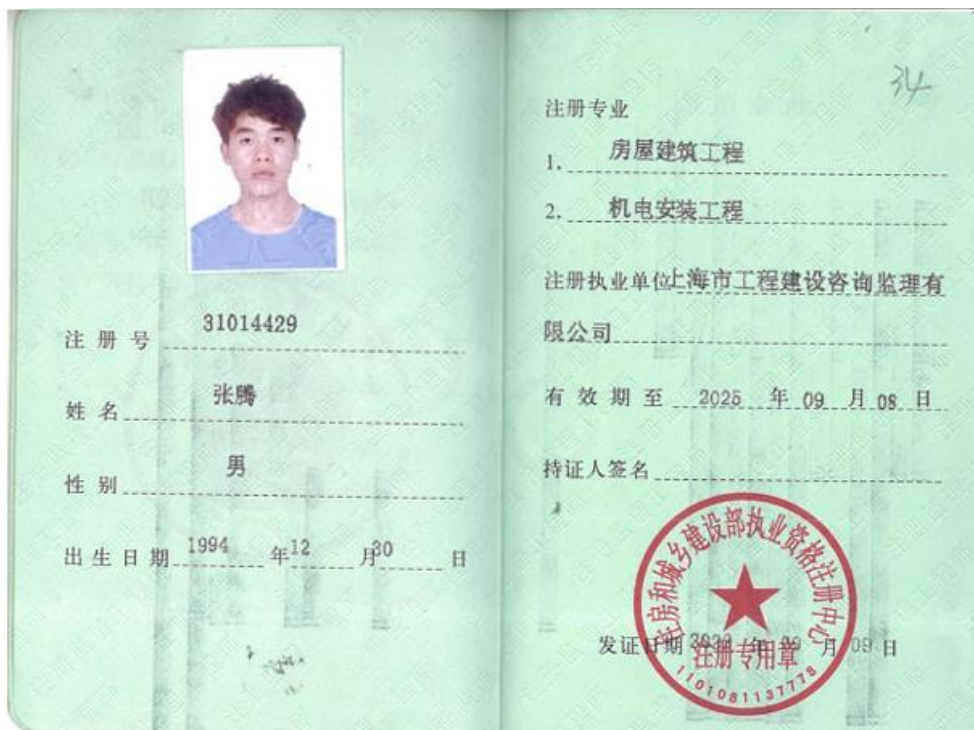 注册号 31014429
姓名 张腾
性别 男
出生日期 1994 年 12 月 30 日
34
注册专业
1. 房屋建筑工程
2. 机电安装工程
注册执业单位 上海市工程建设咨询监理有
限公司
有效期至 2025 年 09 月 08 日
持证人签名
住房和城乡建设部执业资格注册中心
发证日期 年 09 月 09 日
注册专用章
1101081137778